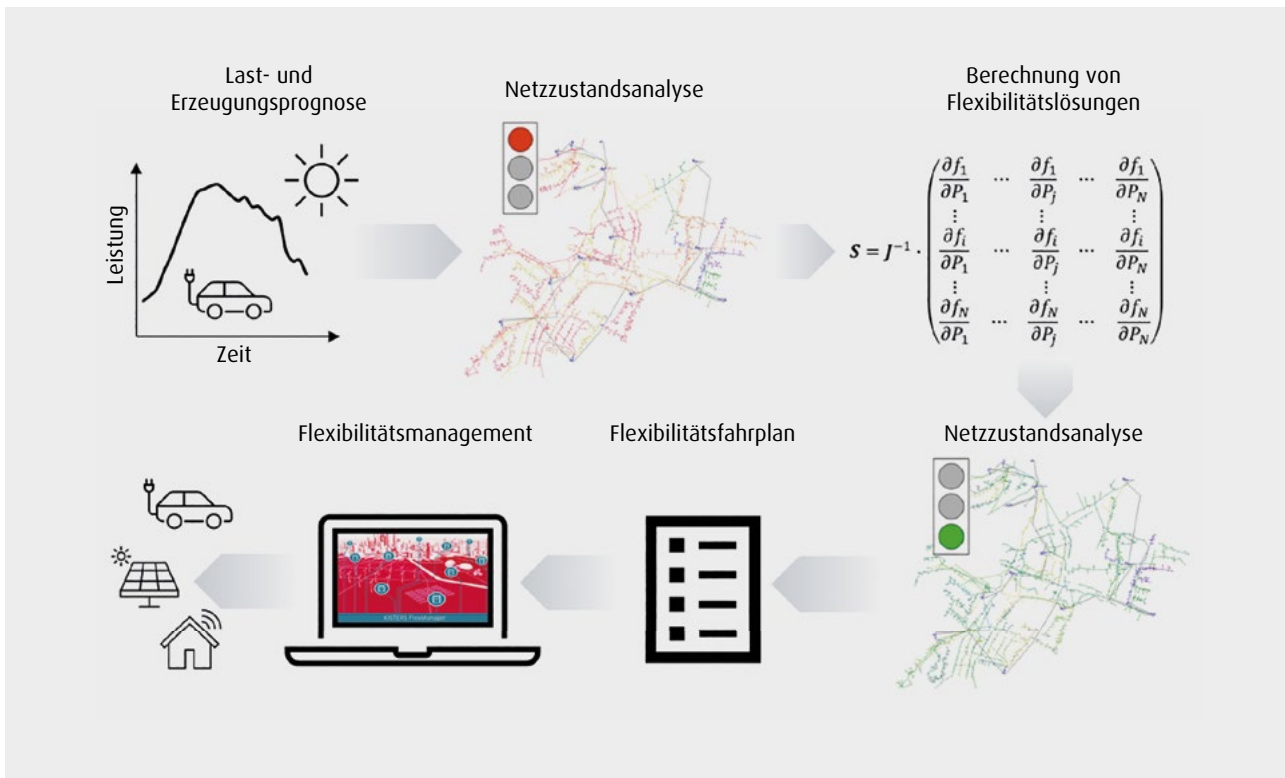 Last- und
Erzeugungsprognose
Leistung
Zeit
Netzzustandsanalyse
Berechnung von
Flexibilitätslösungen
∂f₁/∂P₁ ⋯ ∂f₁/∂Pⱼ ⋯ ∂f₁/∂P_N
⋮ ⋮ ⋮
S = J⁻¹ · ∂fᵢ/∂P₁ ⋯ ∂fᵢ/∂Pⱼ ⋯ ∂fᵢ/∂P_N
⋮ ⋮ ⋮
∂f_N/∂P₁ ⋯ ∂f_N/∂Pⱼ ⋯ ∂f_N/∂P_N
Netzzustandsanalyse
Flexibilitätsfahrplan
Flexibilitätsmanagement